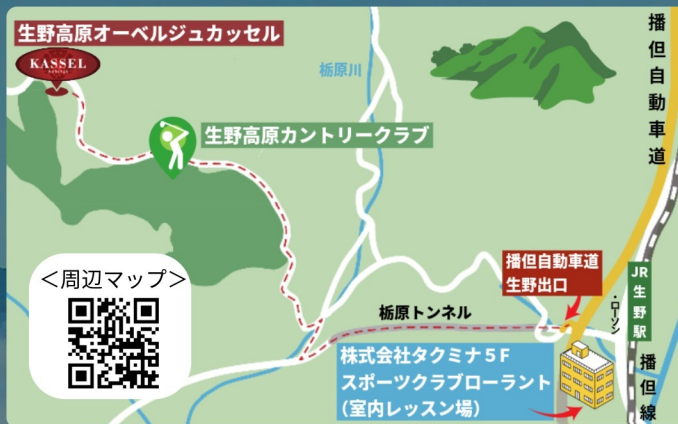 生野高原オーベルジュカッセル
KASSEL
栃原川
生野高原カントリークラブ
播但自動車道
播但自動車道
生野出口
JR生野駅
・ローソン
播但線
栃原トンネル
株式会社タクミナ5F
スポーツクラブローラント
(室内レッスン場)
<周辺マップ>